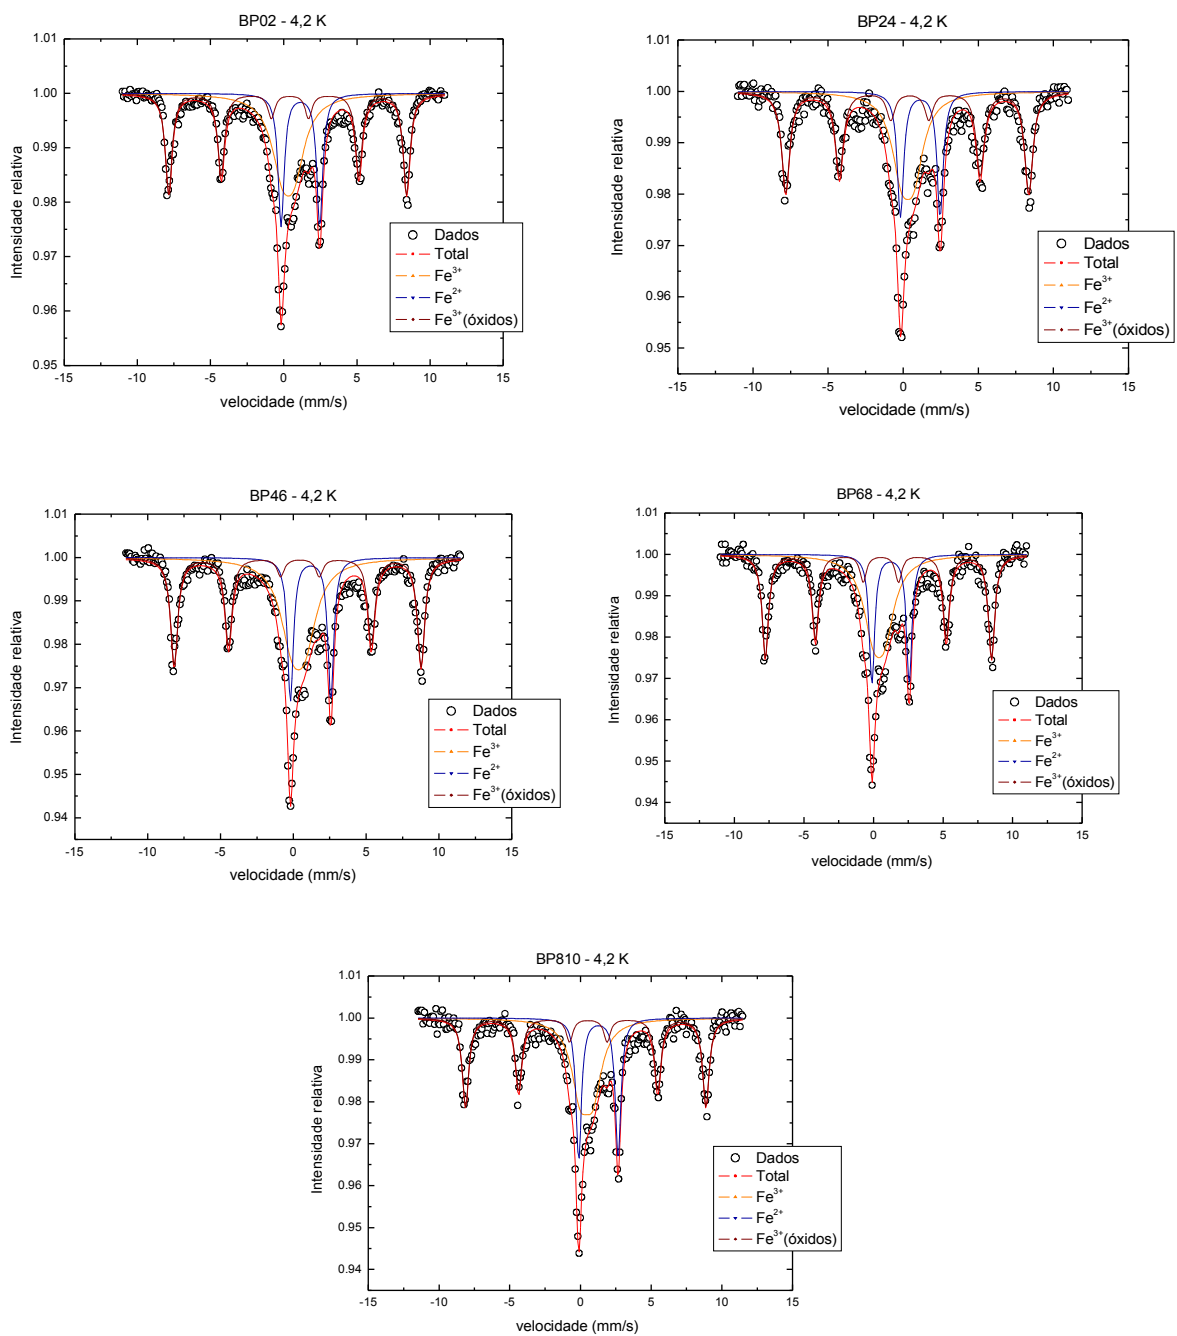 BP02 - 4,2 K
1.01
1.00
0.99
0.98
0.97
0.96
0.95
-15
-10
-5
0
5
10
15
Intensidade relativa
velocidade (mm/s)
Dados
Total
Fe³⁺
Fe²⁺
Fe³⁺(óxidos)
BP24 - 4,2 K
1.01
1.00
0.99
0.98
0.97
0.96
0.95
-15
-10
-5
0
5
10
15
Intensidade relativa
velocidade (mm/s)
Dados
Total
Fe³⁺
Fe²⁺
Fe³⁺(óxidos)
BP46 - 4,2 K
1.01
1.00
0.99
0.98
0.97
0.96
0.95
0.94
-15
-10
-5
0
5
10
15
Intensidade relativa
velocidade (mm/s)
Dados
Total
Fe³⁺
Fe²⁺
Fe³⁺(óxidos)
BP68 - 4,2 K
1.01
1.00
0.99
0.98
0.97
0.96
0.95
0.94
-15
-10
-5
0
5
10
15
Intensidade relativa
velocidade (mm/s)
Dados
Total
Fe³⁺
Fe²⁺
Fe³⁺(óxidos)
BP810 - 4,2 K
1.01
1.00
0.99
0.98
0.97
0.96
0.95
0.94
-15
-10
-5
0
5
10
15
Intensidade relativa
velocidade (mm/s)
Dados
Total
Fe³⁺
Fe²⁺
Fe³⁺(óxidos)